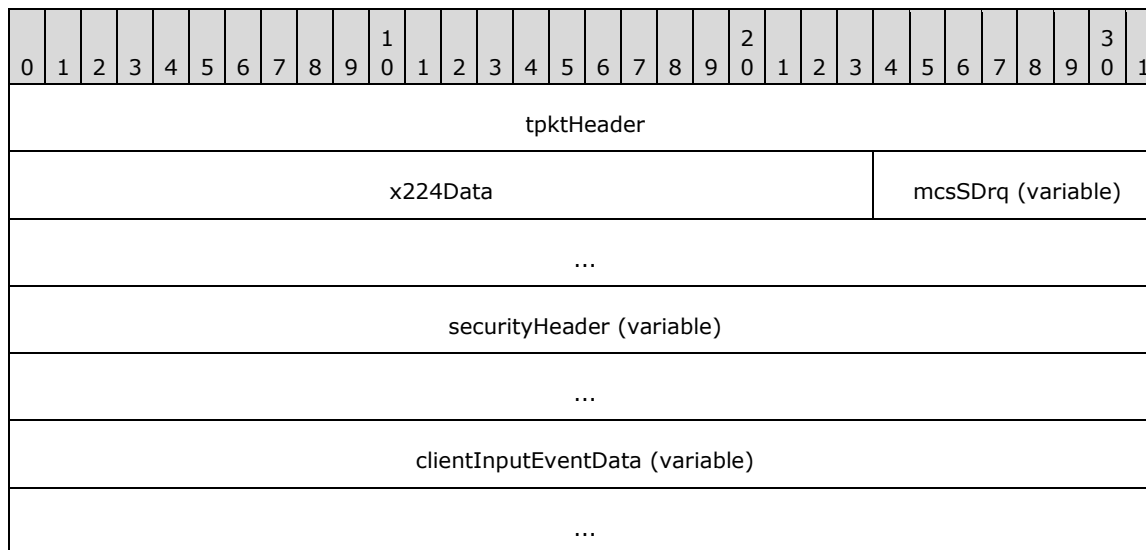 1 2 3
0 1 2 3 4 5 6 7 8 9 0 1 2 3 4 5 6 7 8 9 0 1 2 3 4 5 6 7 8 9 0 1
tpktHeader
x224Data mcsSDrq (variable)
...
securityHeader (variable)
...
clientInputEventData (variable)
...